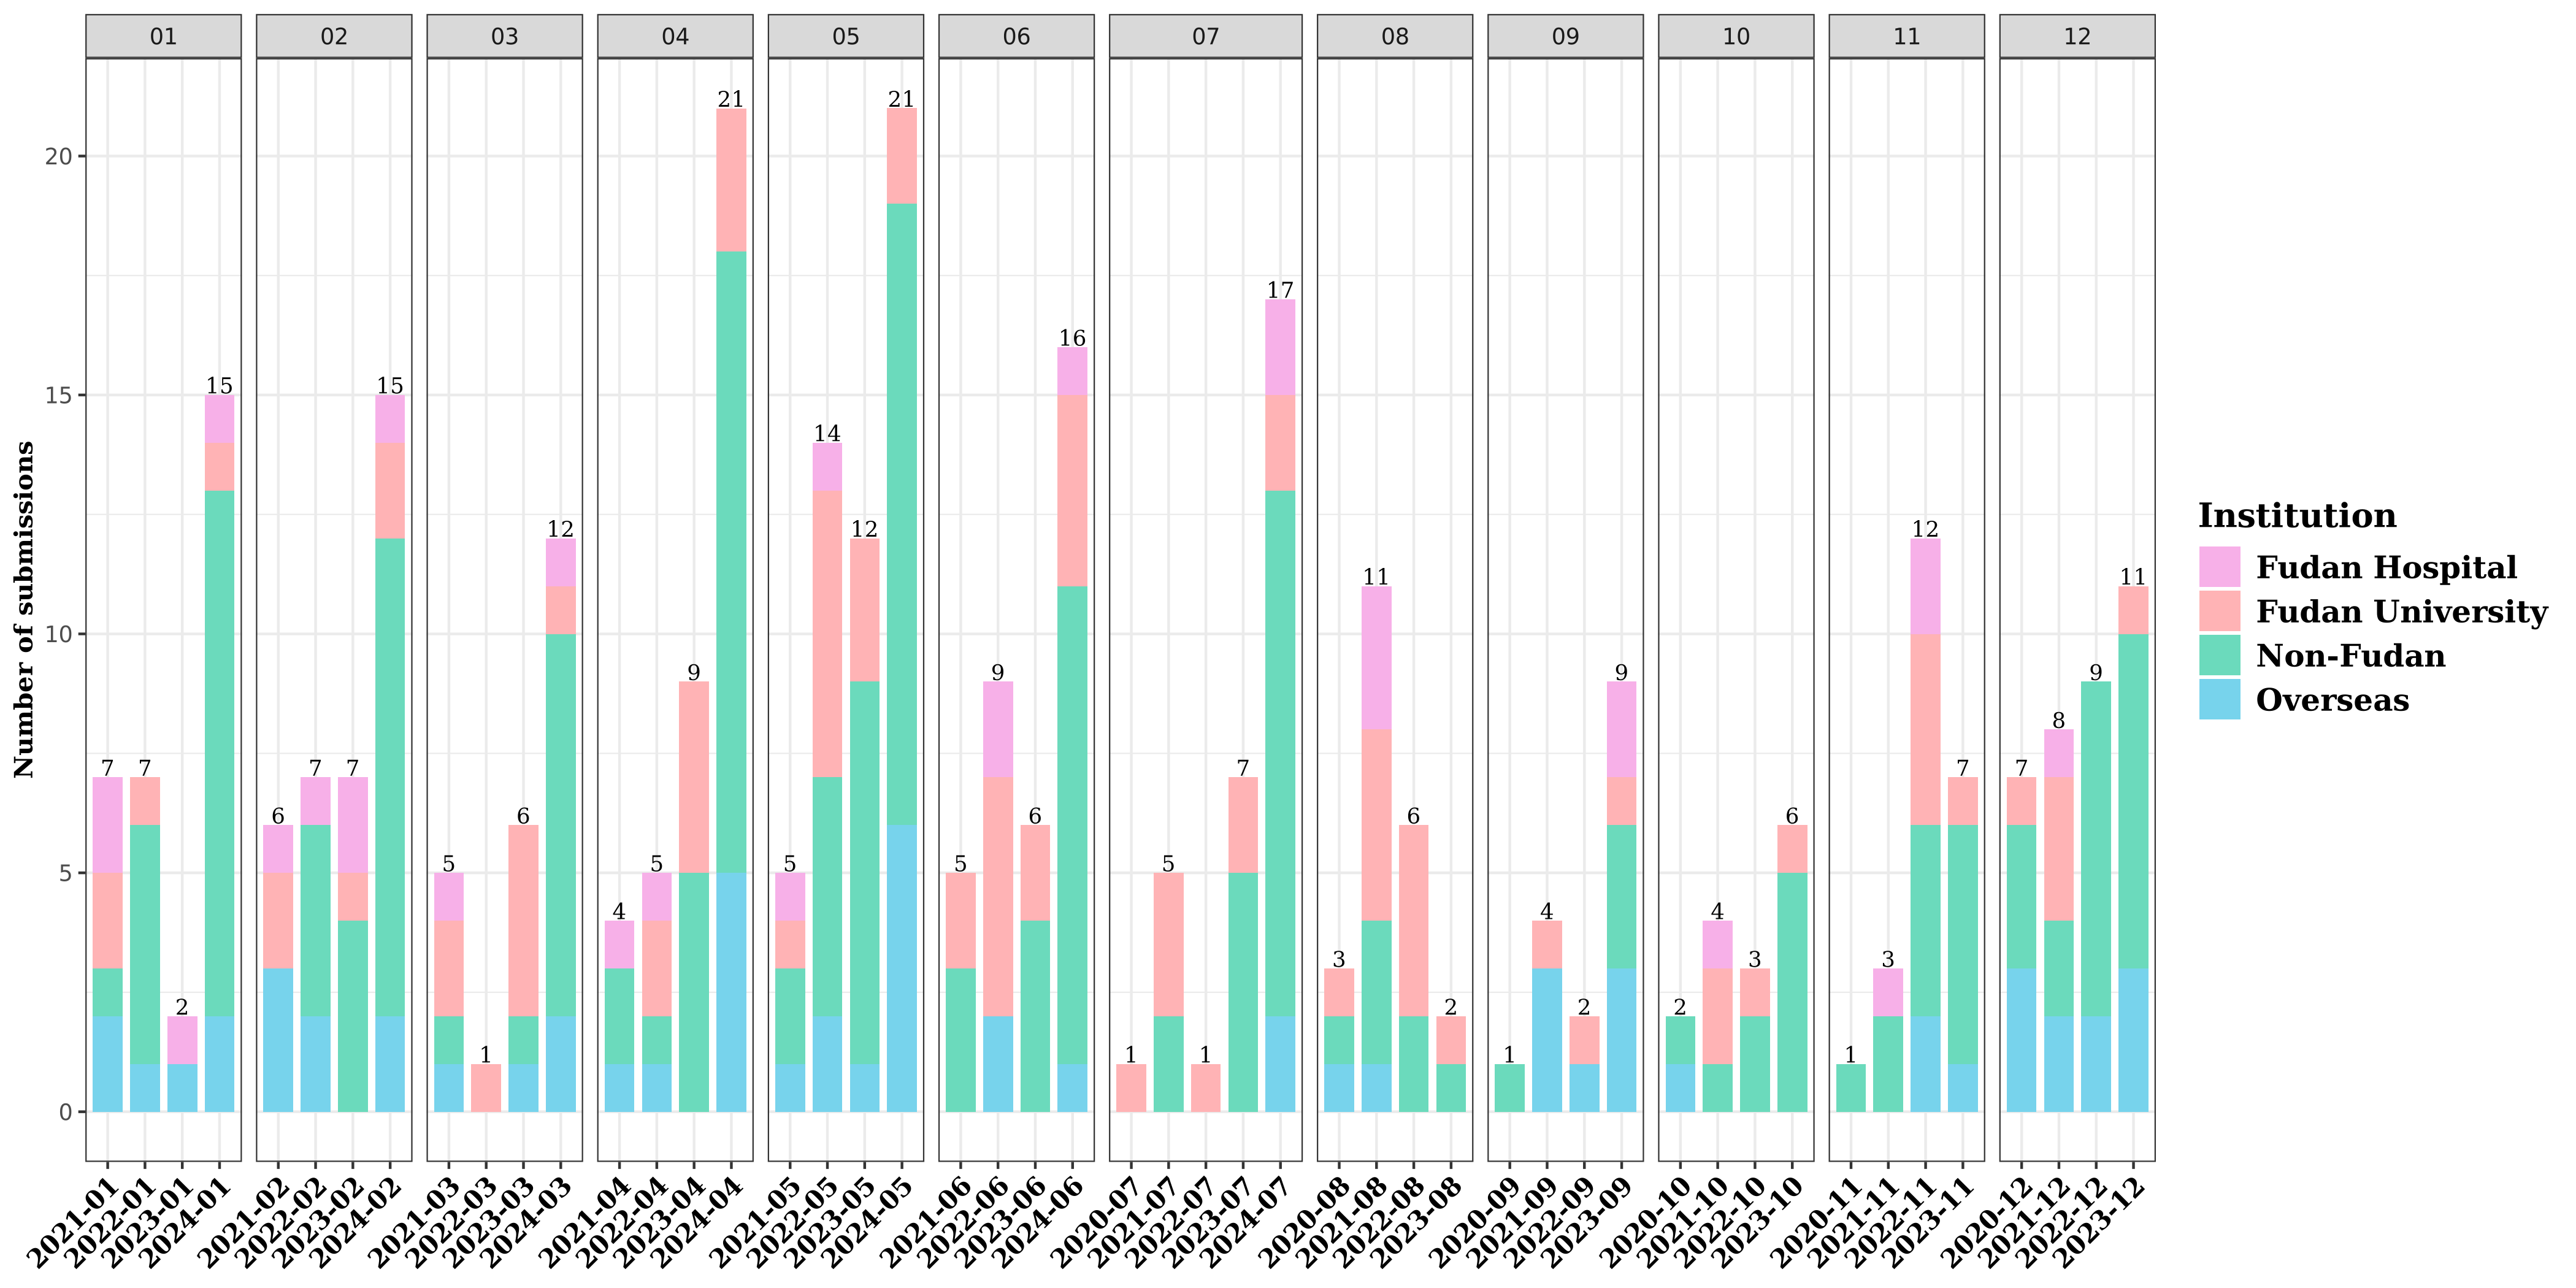 01 02 03 04 05 06 07 08 09 10 11 12
Number of submissions
20
15
10
5
0
7 7 2 15
6 7 7 15
5 1 6 12
4 5 9 21
5 14 12 21
5 9 6 16
1 5 1 7 17
3 11 6 2
1 4 2 9
2 4 3 6
1 3 12 7
7 8 9 11
2021-01 2022-01 2023-01 2024-01
2021-02 2022-02 2023-02 2024-02
2021-03 2022-03 2023-03 2024-03
2021-04 2022-04 2023-04 2024-04
2021-05 2022-05 2023-05 2024-05
2021-06 2022-06 2023-06 2024-06
2020-07 2021-07 2022-07 2023-07 2024-07
2020-08 2021-08 2022-08 2023-08
2020-09 2021-09 2022-09 2023-09
2020-10 2021-10 2022-10 2023-10
2020-11 2021-11 2022-11 2023-11
2020-12 2021-12 2022-12 2023-12
Institution
Fudan Hospital
Fudan University
Non-Fudan
Overseas